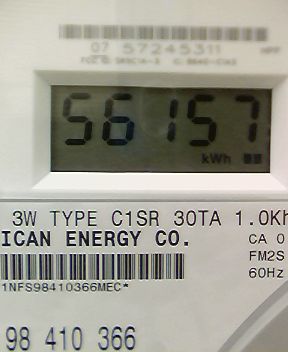 07 57245311
56157
kWh
3W TYPE C1SR 30TA 1.0Kh
ICAN ENERGY CO.
CA 0
FM2S
60Hz
1NFS98410366MEC*
98 410 366